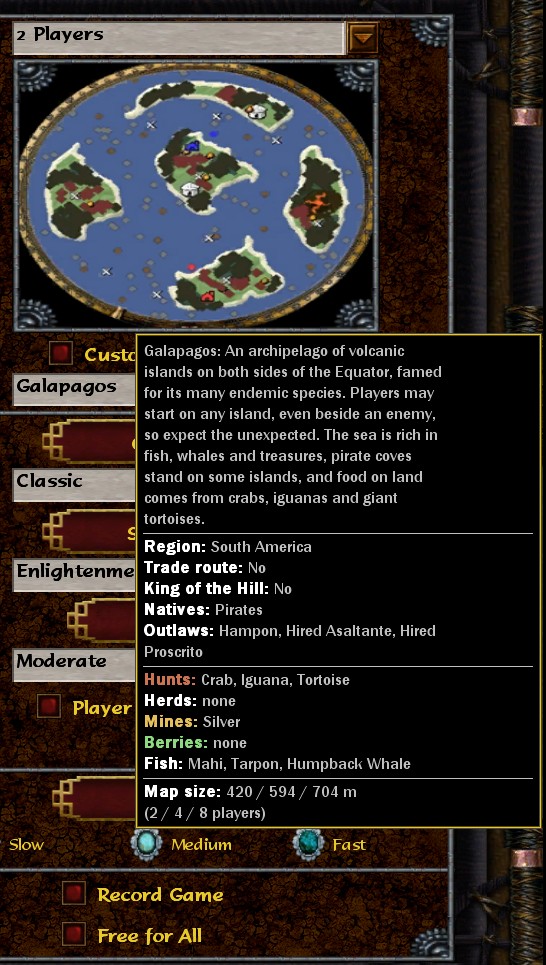 2 Players
Custo
Galapagos: An archipelago of volcanic
islands on both sides of the Equator, famed
for its many endemic species. Players may
start on any island, even beside an enemy,
so expect the unexpected. The sea is rich in
fish, whales and treasures, pirate coves
stand on some islands, and food on land
comes from crabs, iguanas and giant
tortoises.
Region: South America
Trade route: No
King of the Hill: No
Natives: Pirates
Outlaws: Hampon, Hired Asaltante, Hired
Proscrito
Hunts: Crab, Iguana, Tortoise
Herds: none
Mines: Silver
Berries: none
Fish: Mahi, Tarpon, Humpback Whale
Map size: 420 / 594 / 704 m
(2 / 4 / 8 players)
Galapagos
Classic
S
Enlightenme
Moderate
Player
Slow
Medium
Fast
Record Game
Free for All